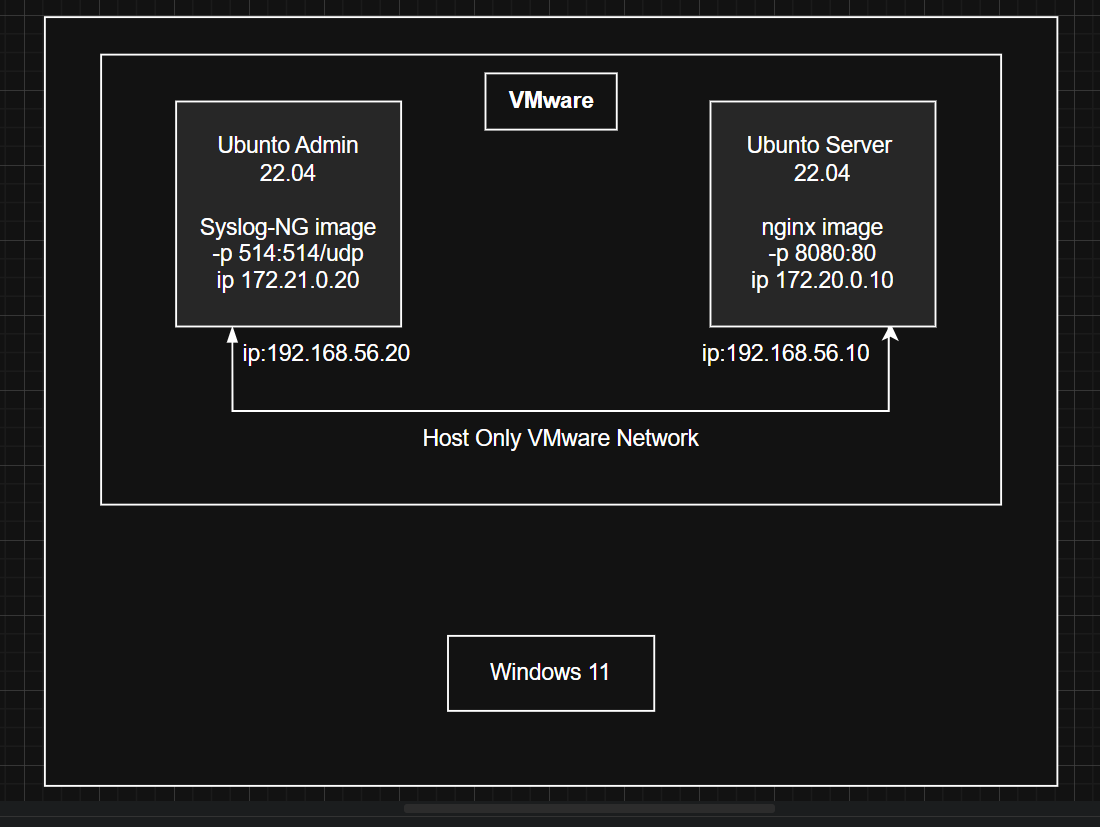 VMware
Ubunto Admin
22.04
Syslog-NG image
-p 514:514/udp
ip 172.21.0.20
Ubunto Server
22.04
nginx image
-p 8080:80
ip 172.20.0.10
ip:192.168.56.20
ip:192.168.56.10
Host Only VMware Network
Windows 11